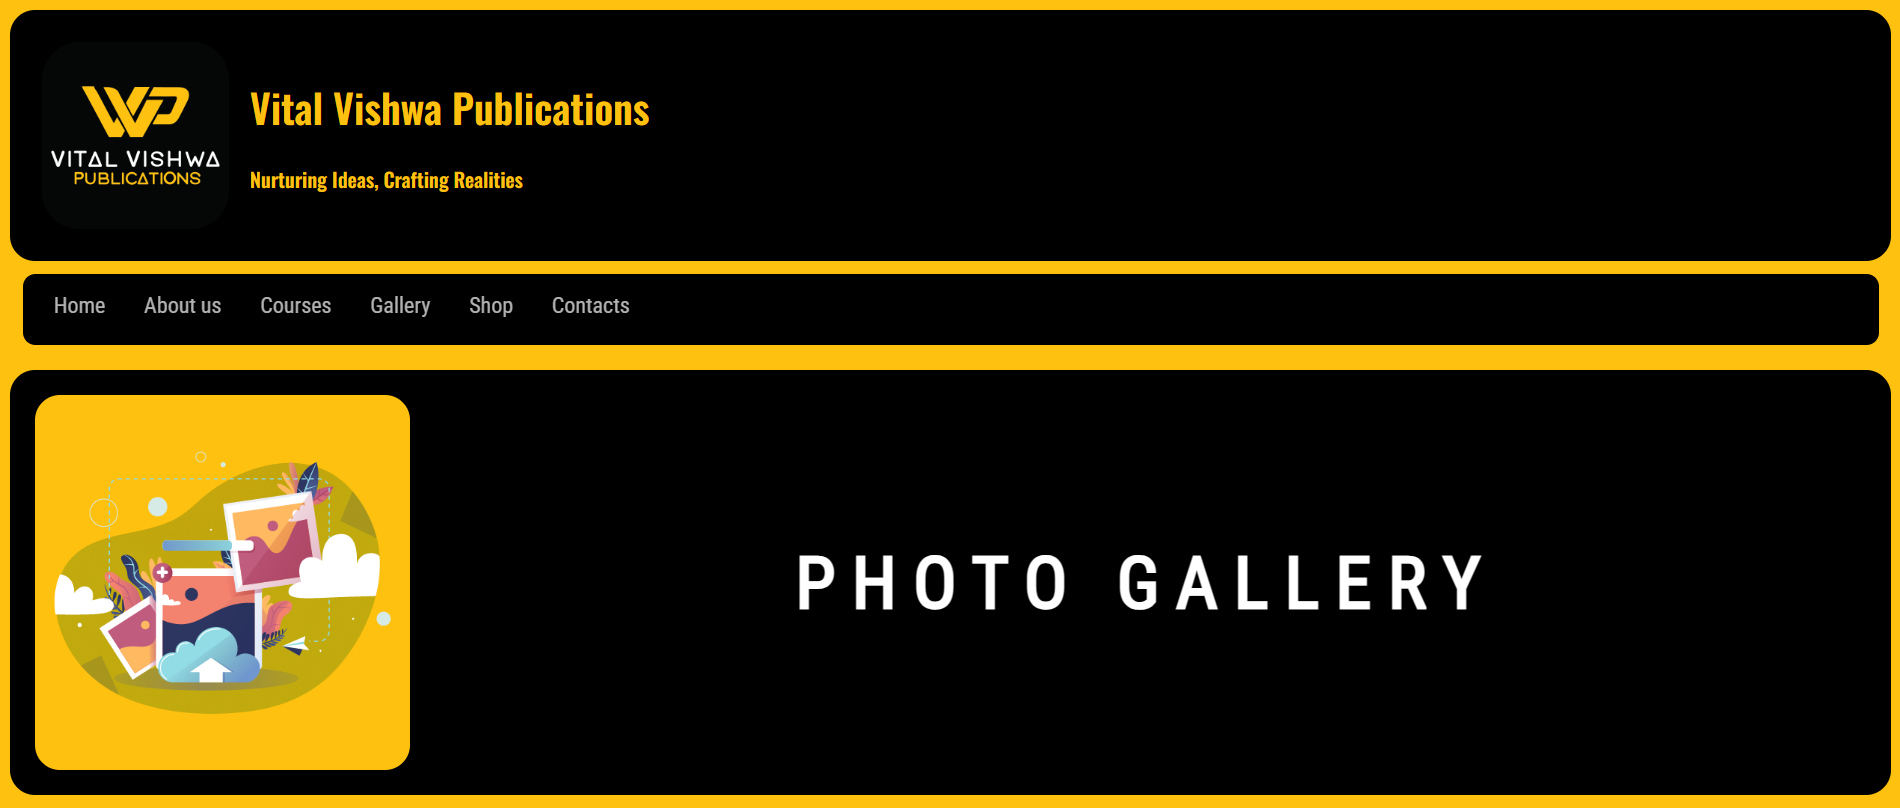 VITAL VISHWA
PUBLICATIONS
Vital Vishwa Publications
Nurturing Ideas, Crafting Realities
Home About us Courses Gallery Shop Contacts
PHOTO GALLERY